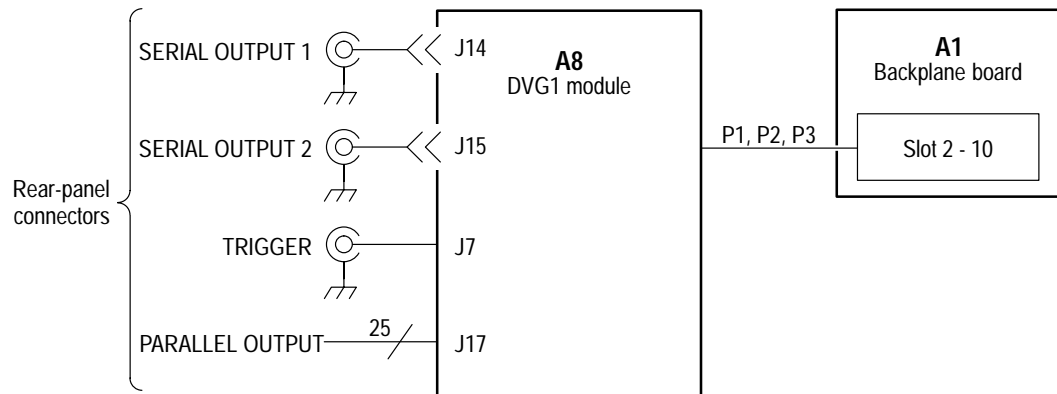 SERIAL OUTPUT 1
J14
A8
DVG1 module
A1
Backplane board
SERIAL OUTPUT 2
J15
P1, P2, P3
Slot 2 - 10
Rear-panel
connectors
TRIGGER
J7
PARALLEL OUTPUT
25
J17